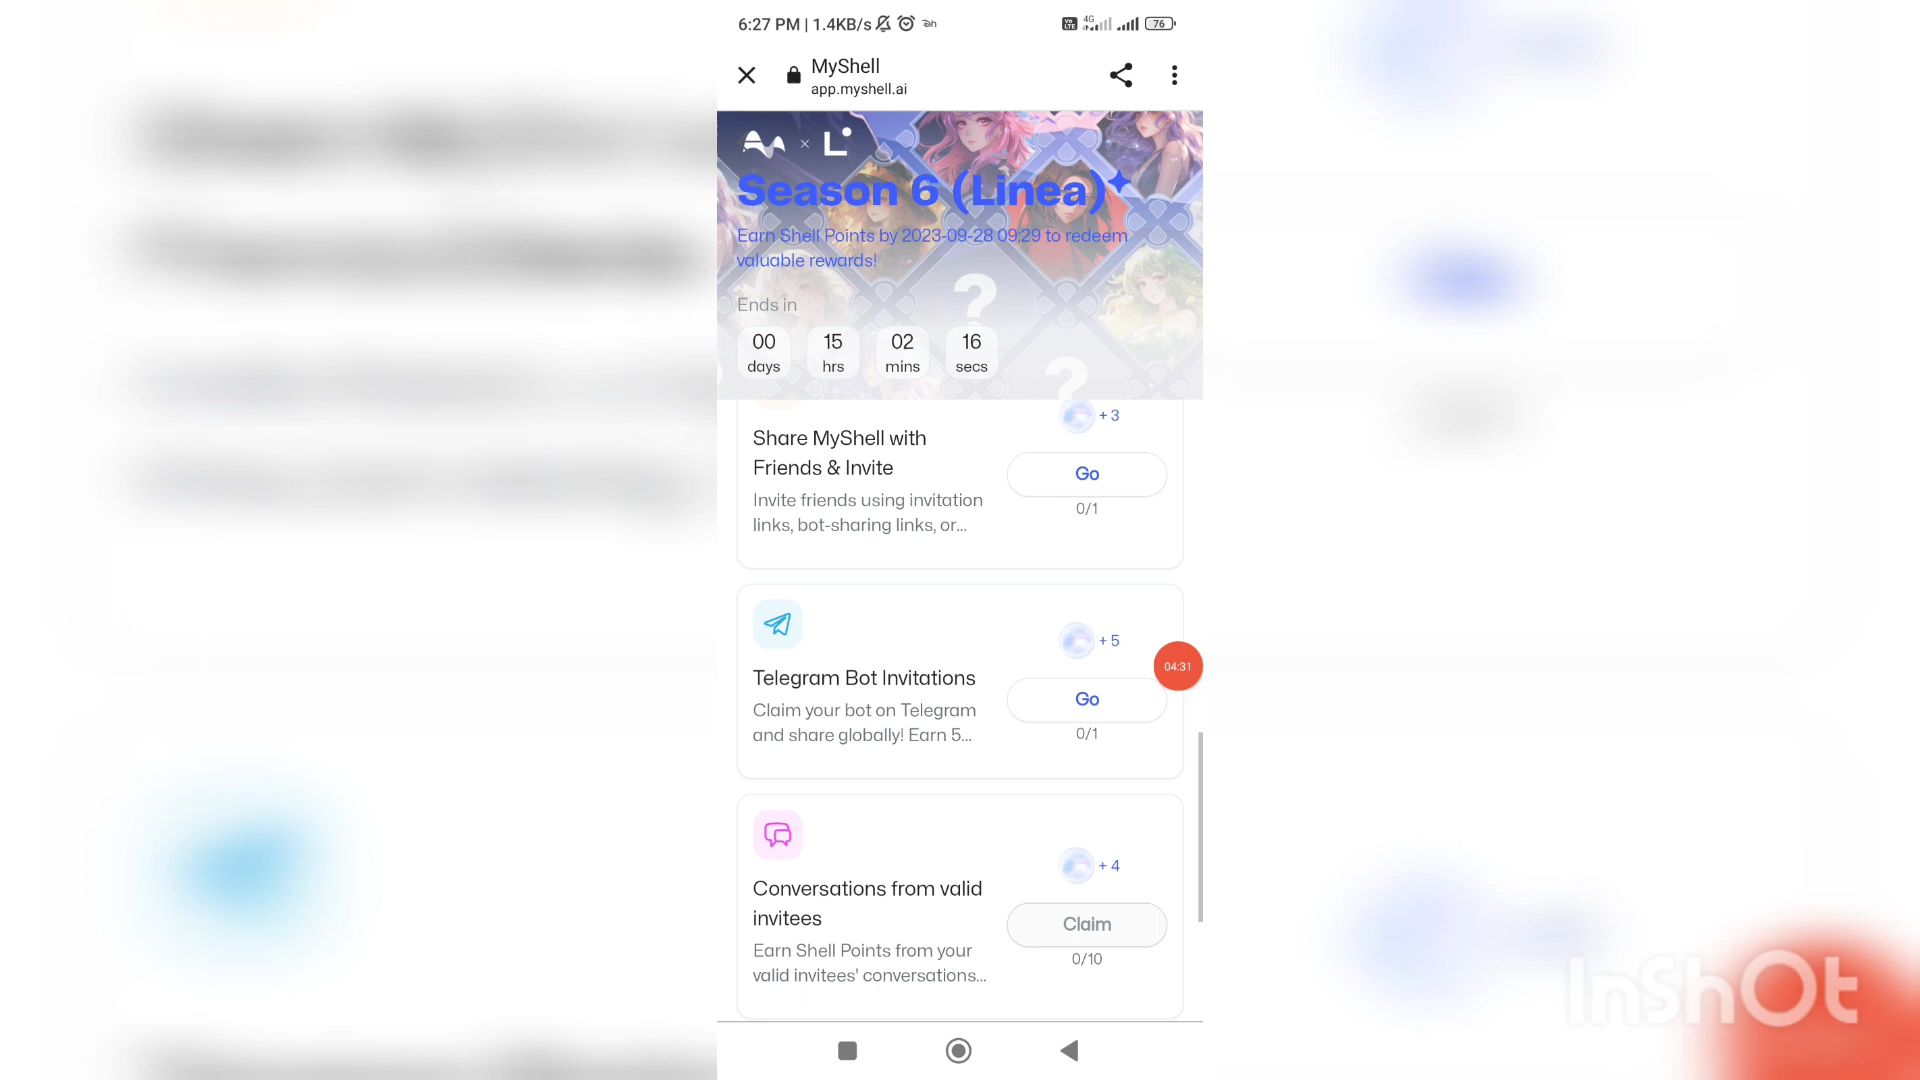 6:27 PM | 1.4KB/s
Vo LTE 4G 76
MyShell
app.myshell.ai
× L
Season 6 (Linea)
Earn Shell Points by 2023-09-28 09:29 to redeem
valuable rewards!
Ends in
00 15 02 16
days hrs mins secs
+ 3
Share MyShell with
Friends & Invite
Go
Invite friends using invitation
links, bot-sharing links, or...
0/1
+ 5
04:31
Telegram Bot Invitations
Go
Claim your bot on Telegram
and share globally! Earn 5...
0/1
+ 4
Conversations from valid
invitees
Claim
Earn Shell Points from your
valid invitees' conversations...
0/10
InShOt